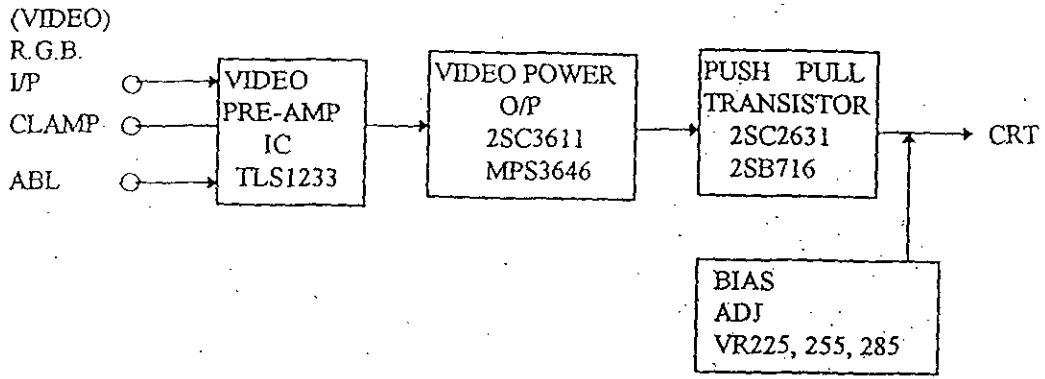 (VIDEO)
R.G.B.
I/P
CLAMP
ABL
VIDEO
PRE-AMP
IC
TLS1233
VIDEO POWER
O/P
2SC3611
MPS3646
PUSH PULL
TRANSISTOR
2SC2631
2SB716
CRT
BIAS
ADJ
VR225, 255, 285